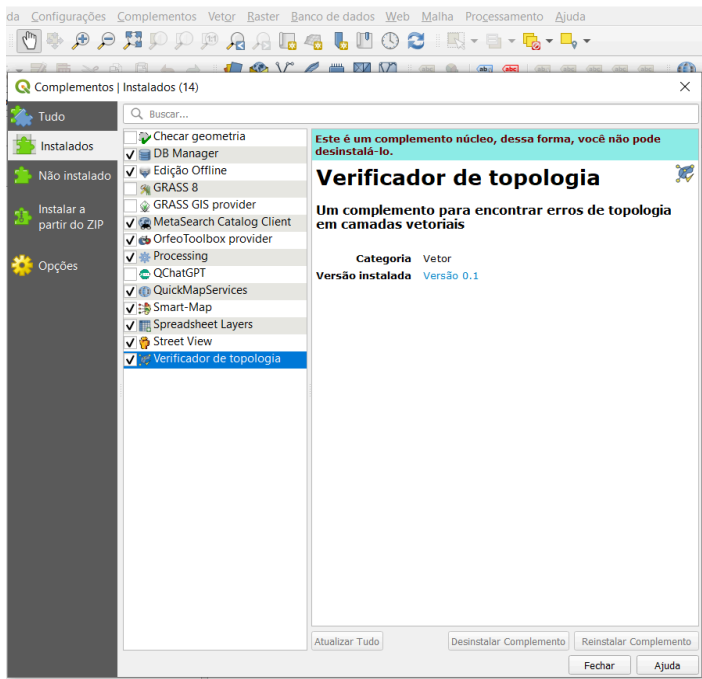 da Configurações Complementos Vetor Raster Banco de dados Web Malha Processamento Ajuda
Complementos | Instalados (14)
Tudo
Instalados
Não instalado
Instalar a
partir do ZIP
Opções
Buscar...
Checar geometria
DB Manager
Edição Offline
GRASS 8
GRASS GIS provider
MetaSearch Catalog Client
OrfeoToolbox provider
Processing
QChatGPT
QuickMapServices
Smart-Map
Spreadsheet Layers
Street View
Verificador de topologia
Este é um complemento núcleo, dessa forma, você não pode
desinstalá-lo.
Verificador de topologia
Um complemento para encontrar erros de topologia
em camadas vetoriais
Categoria Vetor
Versão instalada Versão 0.1
Atualizar Tudo
Desinstalar Complemento
Reinstalar Complemento
Fechar
Ajuda